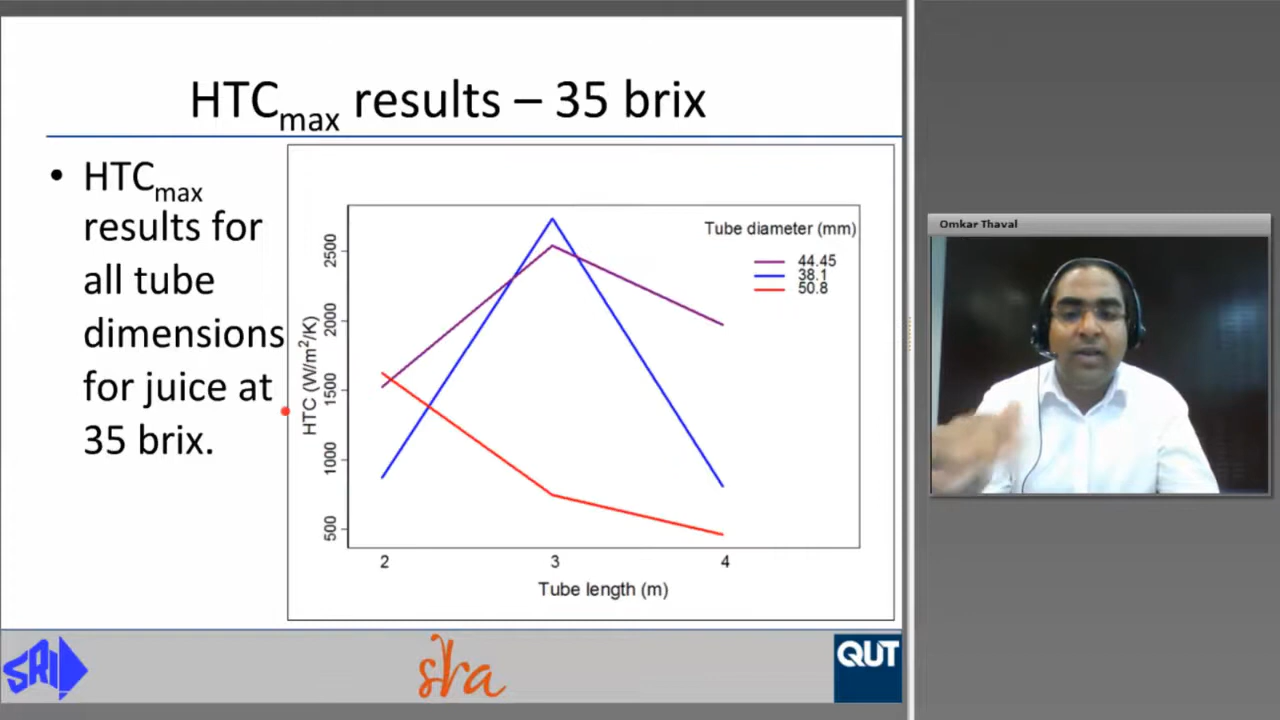 HTCmax results – 35 brix
• HTCmax
results for
all tube
dimensions
for juice at
35 brix.
Tube diameter (mm)
44.45
38.1
50.8
HTC (W/m²/K)
2500
2000
1500
1000
500
2 3 4
Tube length (m)
SRI
sra
QUT
Omkar Thaval